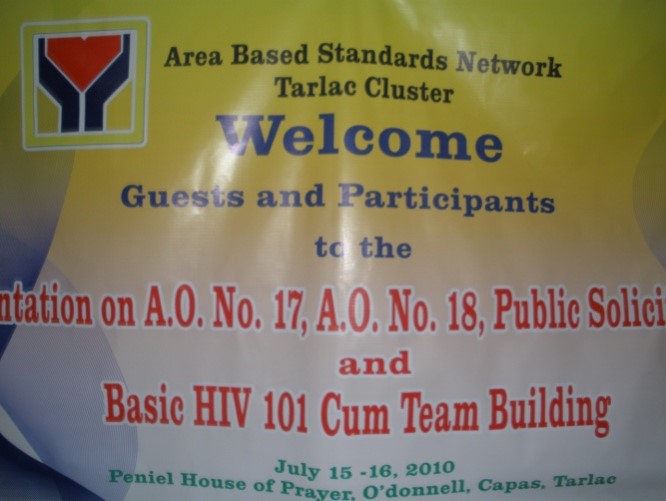 Area Based Standards Network
Tarlac Cluster
Welcome
Guests and Participants
to the
ntation on A.O. No. 17, A.O. No. 18, Public Solici
and
Basic HIV 101 Cum Team Building
July 15 -16, 2010
Peniel House of Prayer, O'donnell, Capas, Tarlac